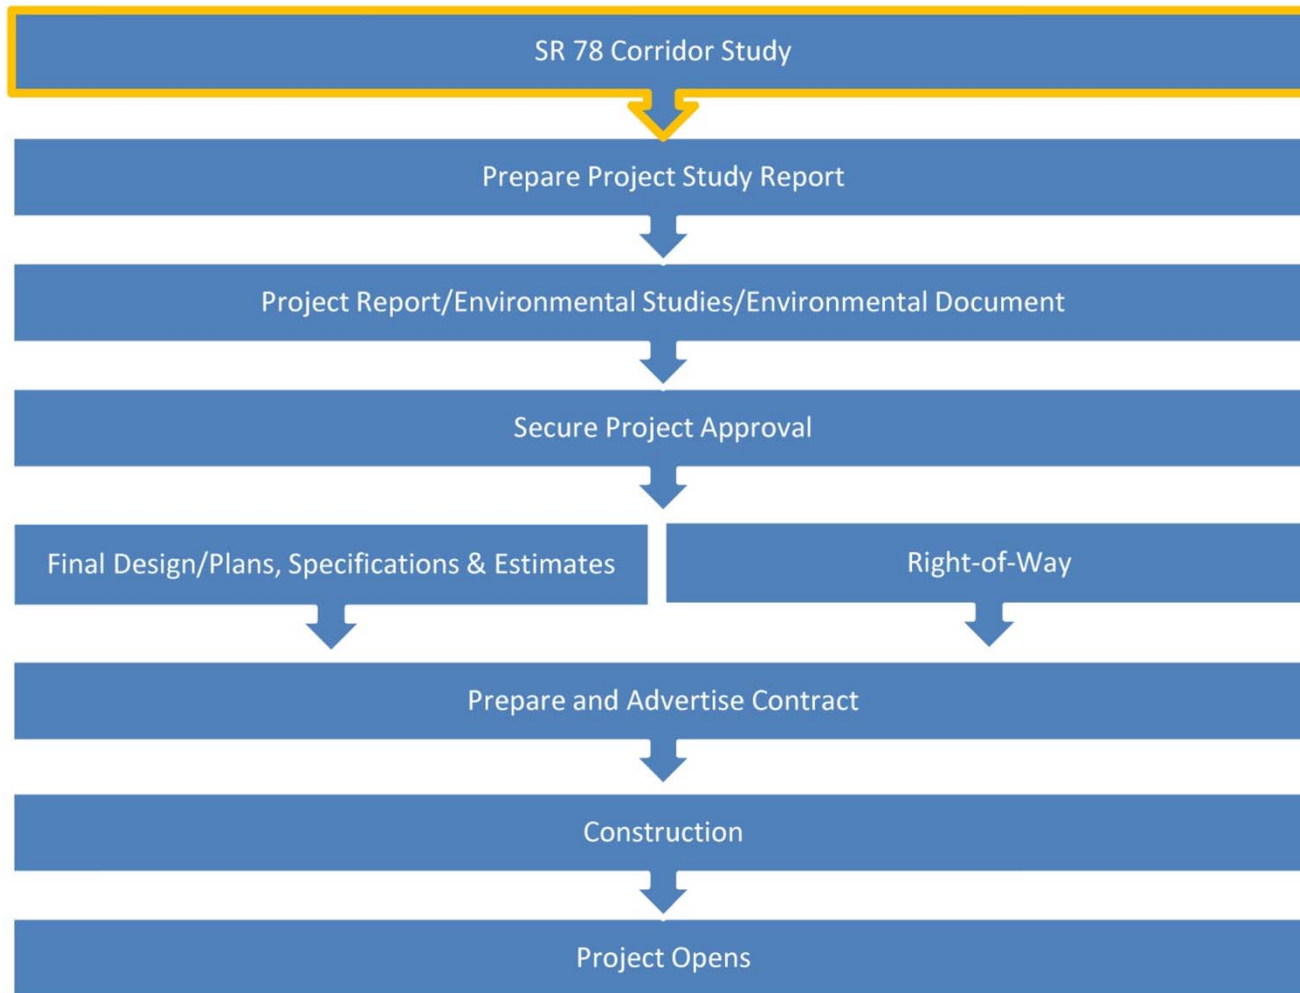 SR 78 Corridor Study
Prepare Project Study Report
Project Report/Environmental Studies/Environmental Document
Secure Project Approval
Final Design/Plans, Specifications & Estimates
Right-of-Way
Prepare and Advertise Contract
Construction
Project Opens